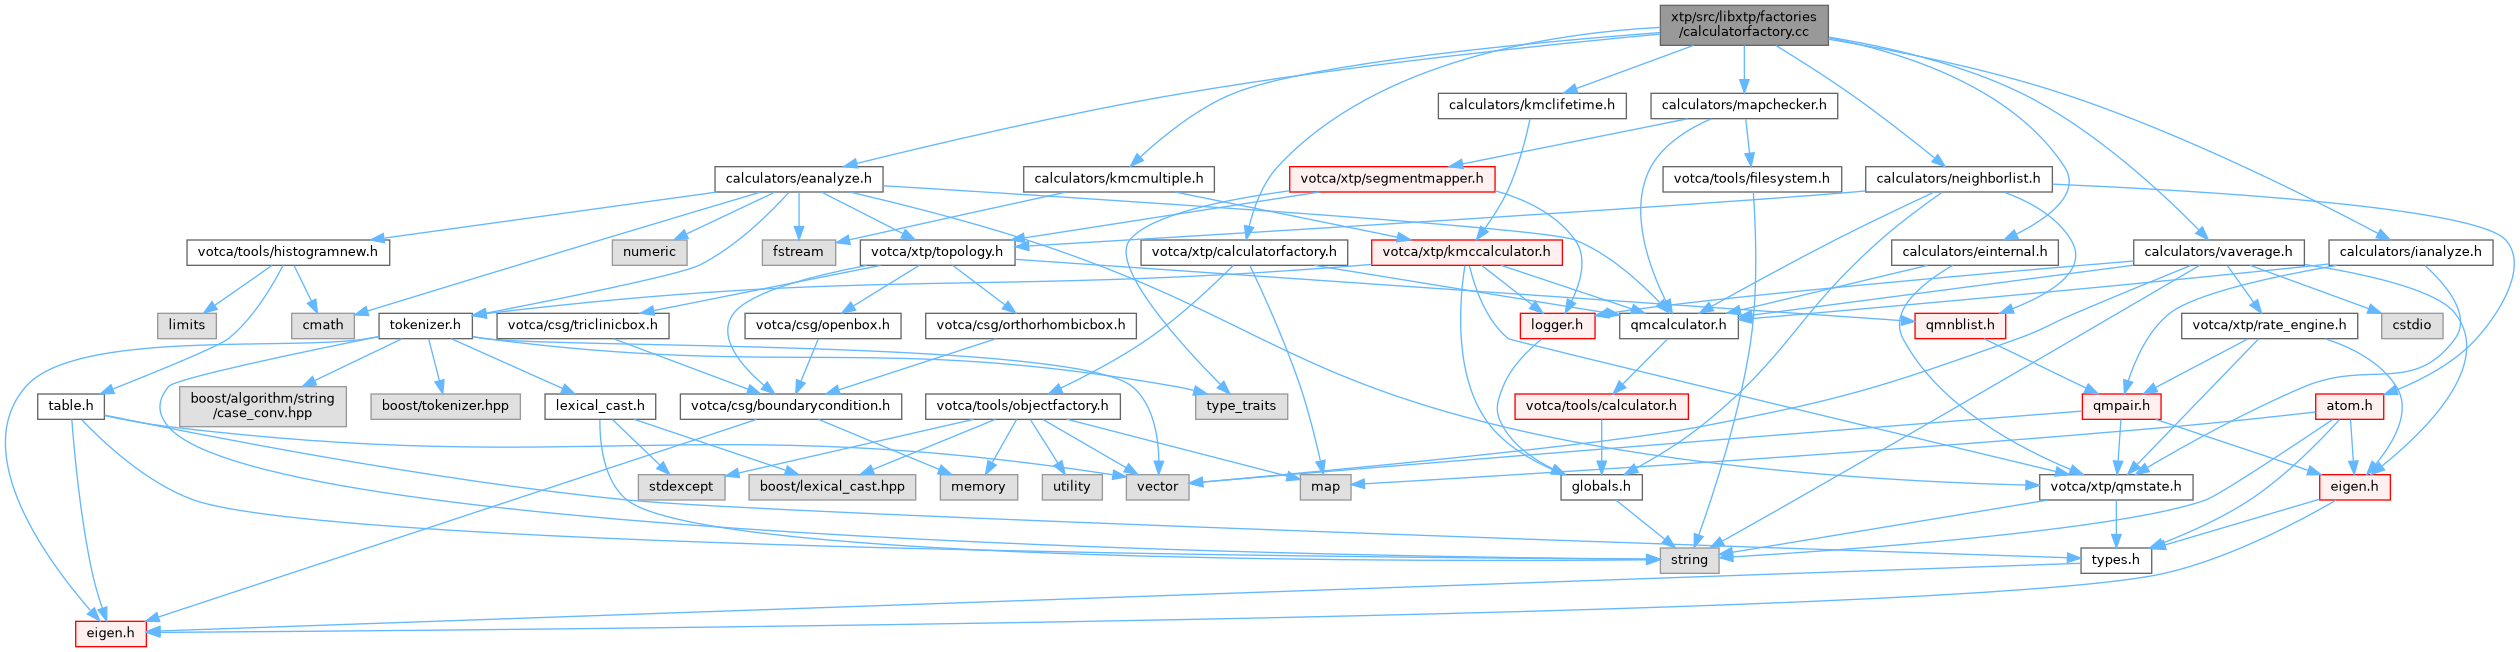 xtp/src/libxtp/factories
/calculatorfactory.cc
calculators/kmclifetime.h
calculators/mapchecker.h
calculators/eanalyze.h
calculators/kmcmultiple.h
votca/xtp/segmentmapper.h
votca/tools/filesystem.h
calculators/neighborlist.h
votca/tools/histogramnew.h
numeric
fstream
votca/xtp/topology.h
votca/xtp/calculatorfactory.h
votca/xtp/kmccalculator.h
calculators/einternal.h
calculators/vaverage.h
calculators/ianalyze.h
limits
cmath
tokenizer.h
votca/csg/triclinicbox.h
votca/csg/openbox.h
votca/csg/orthorhombicbox.h
logger.h
qmcalculator.h
qmnblist.h
votca/xtp/rate_engine.h
cstdio
table.h
boost/algorithm/string
/case_conv.hpp
boost/tokenizer.hpp
lexical_cast.h
votca/csg/boundarycondition.h
votca/tools/objectfactory.h
type_traits
votca/tools/calculator.h
qmpair.h
atom.h
stdexcept
boost/lexical_cast.hpp
memory
utility
vector
map
globals.h
votca/xtp/qmstate.h
eigen.h
string
types.h
eigen.h